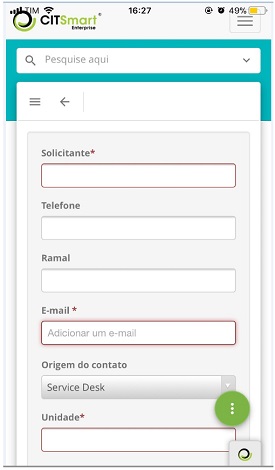 TIM 16:27 49%
CITSmart®
Enterprise
Pesquise aqui
Solicitante*
Telefone
Ramal
E-mail *
Adicionar um e-mail
Origem do contato
Service Desk
Unidade*